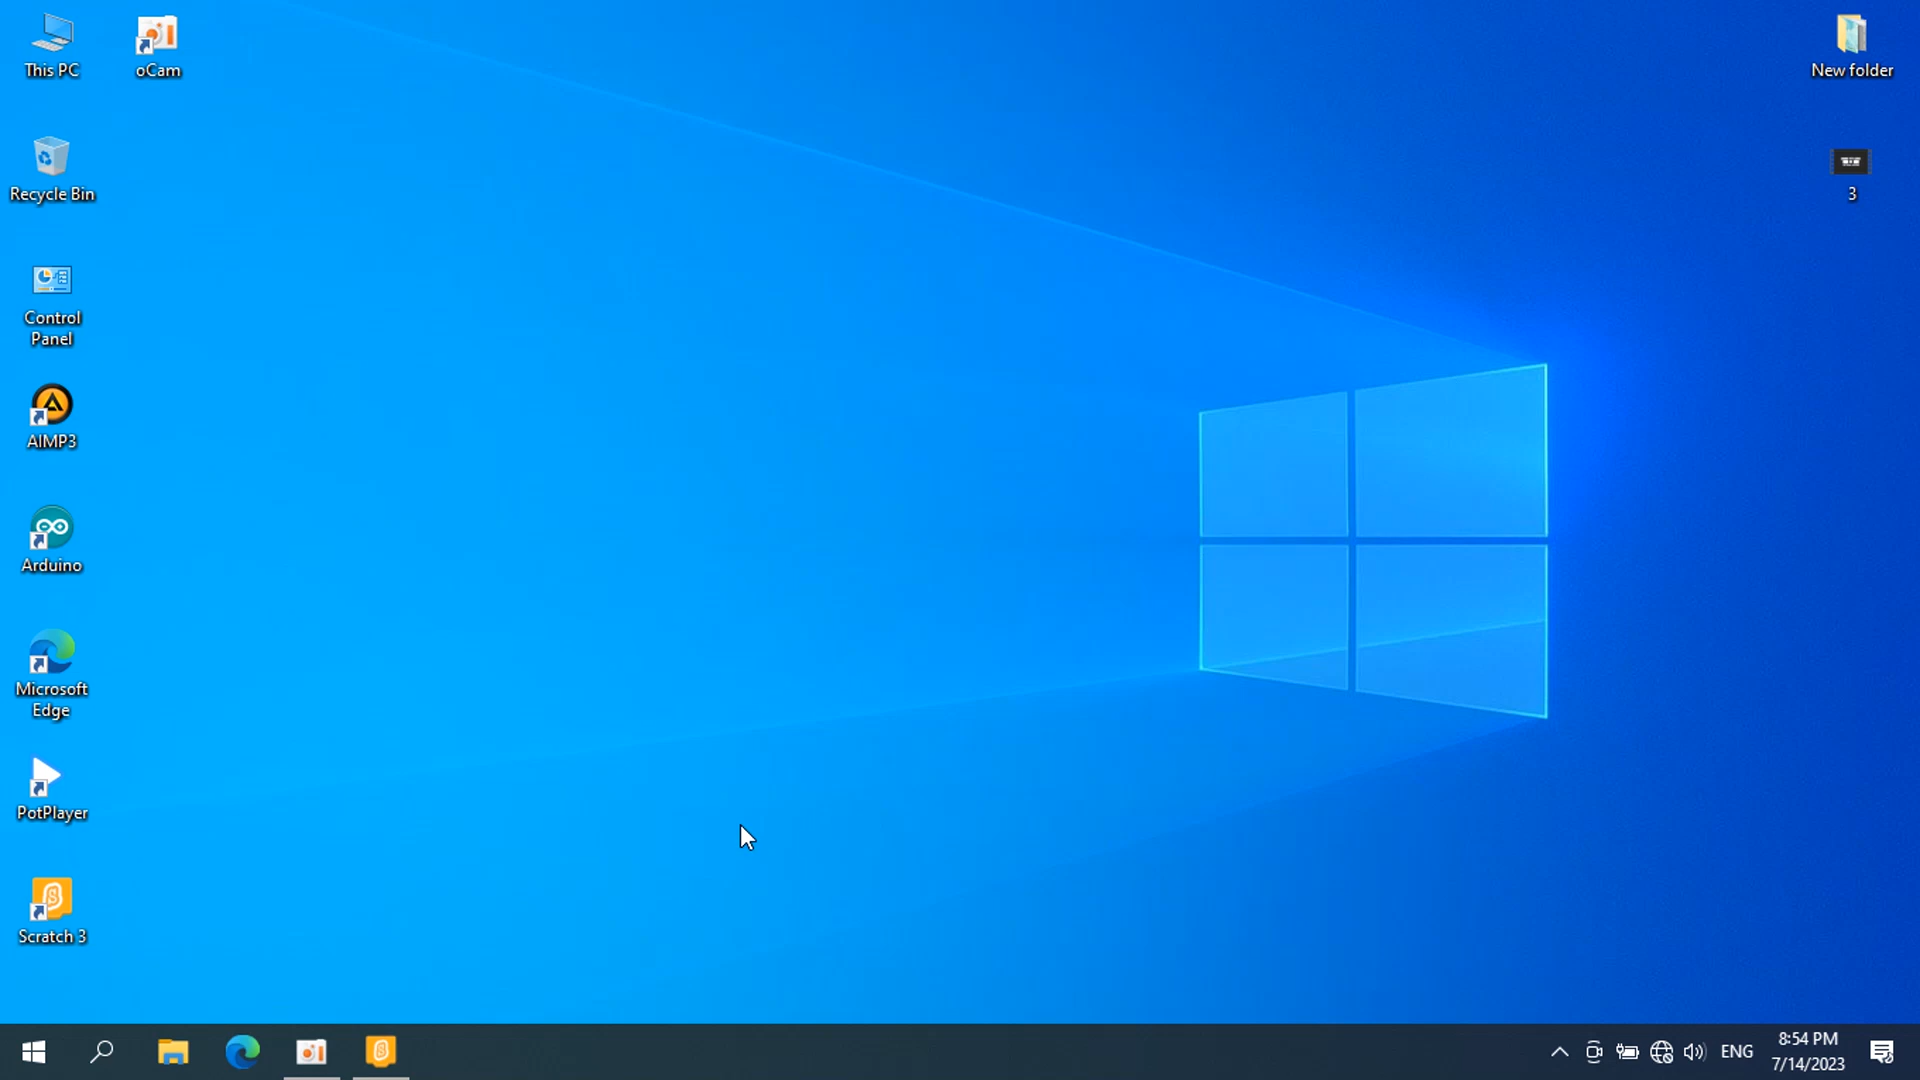 This PC
oCam
New folder
Recycle Bin
3
Control
Panel
AIMP3
Arduino
Microsoft
Edge
PotPlayer
Scratch 3
ENG
8:54 PM
7/14/2023